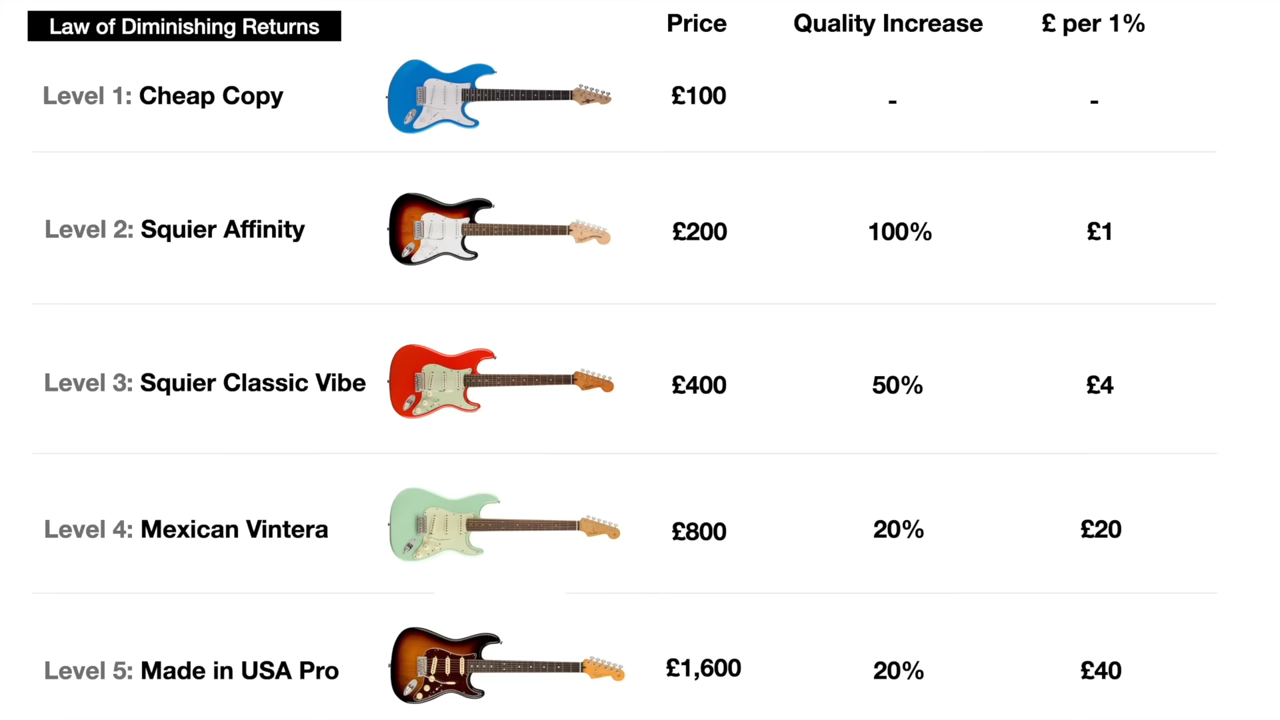 Law of Diminishing Returns Price Quality Increase £ per 1%
Level 1: Cheap Copy £100 - -
Level 2: Squier Affinity £200 100% £1
Level 3: Squier Classic Vibe £400 50% £4
Level 4: Mexican Vintera £800 20% £20
Level 5: Made in USA Pro £1,600 20% £40